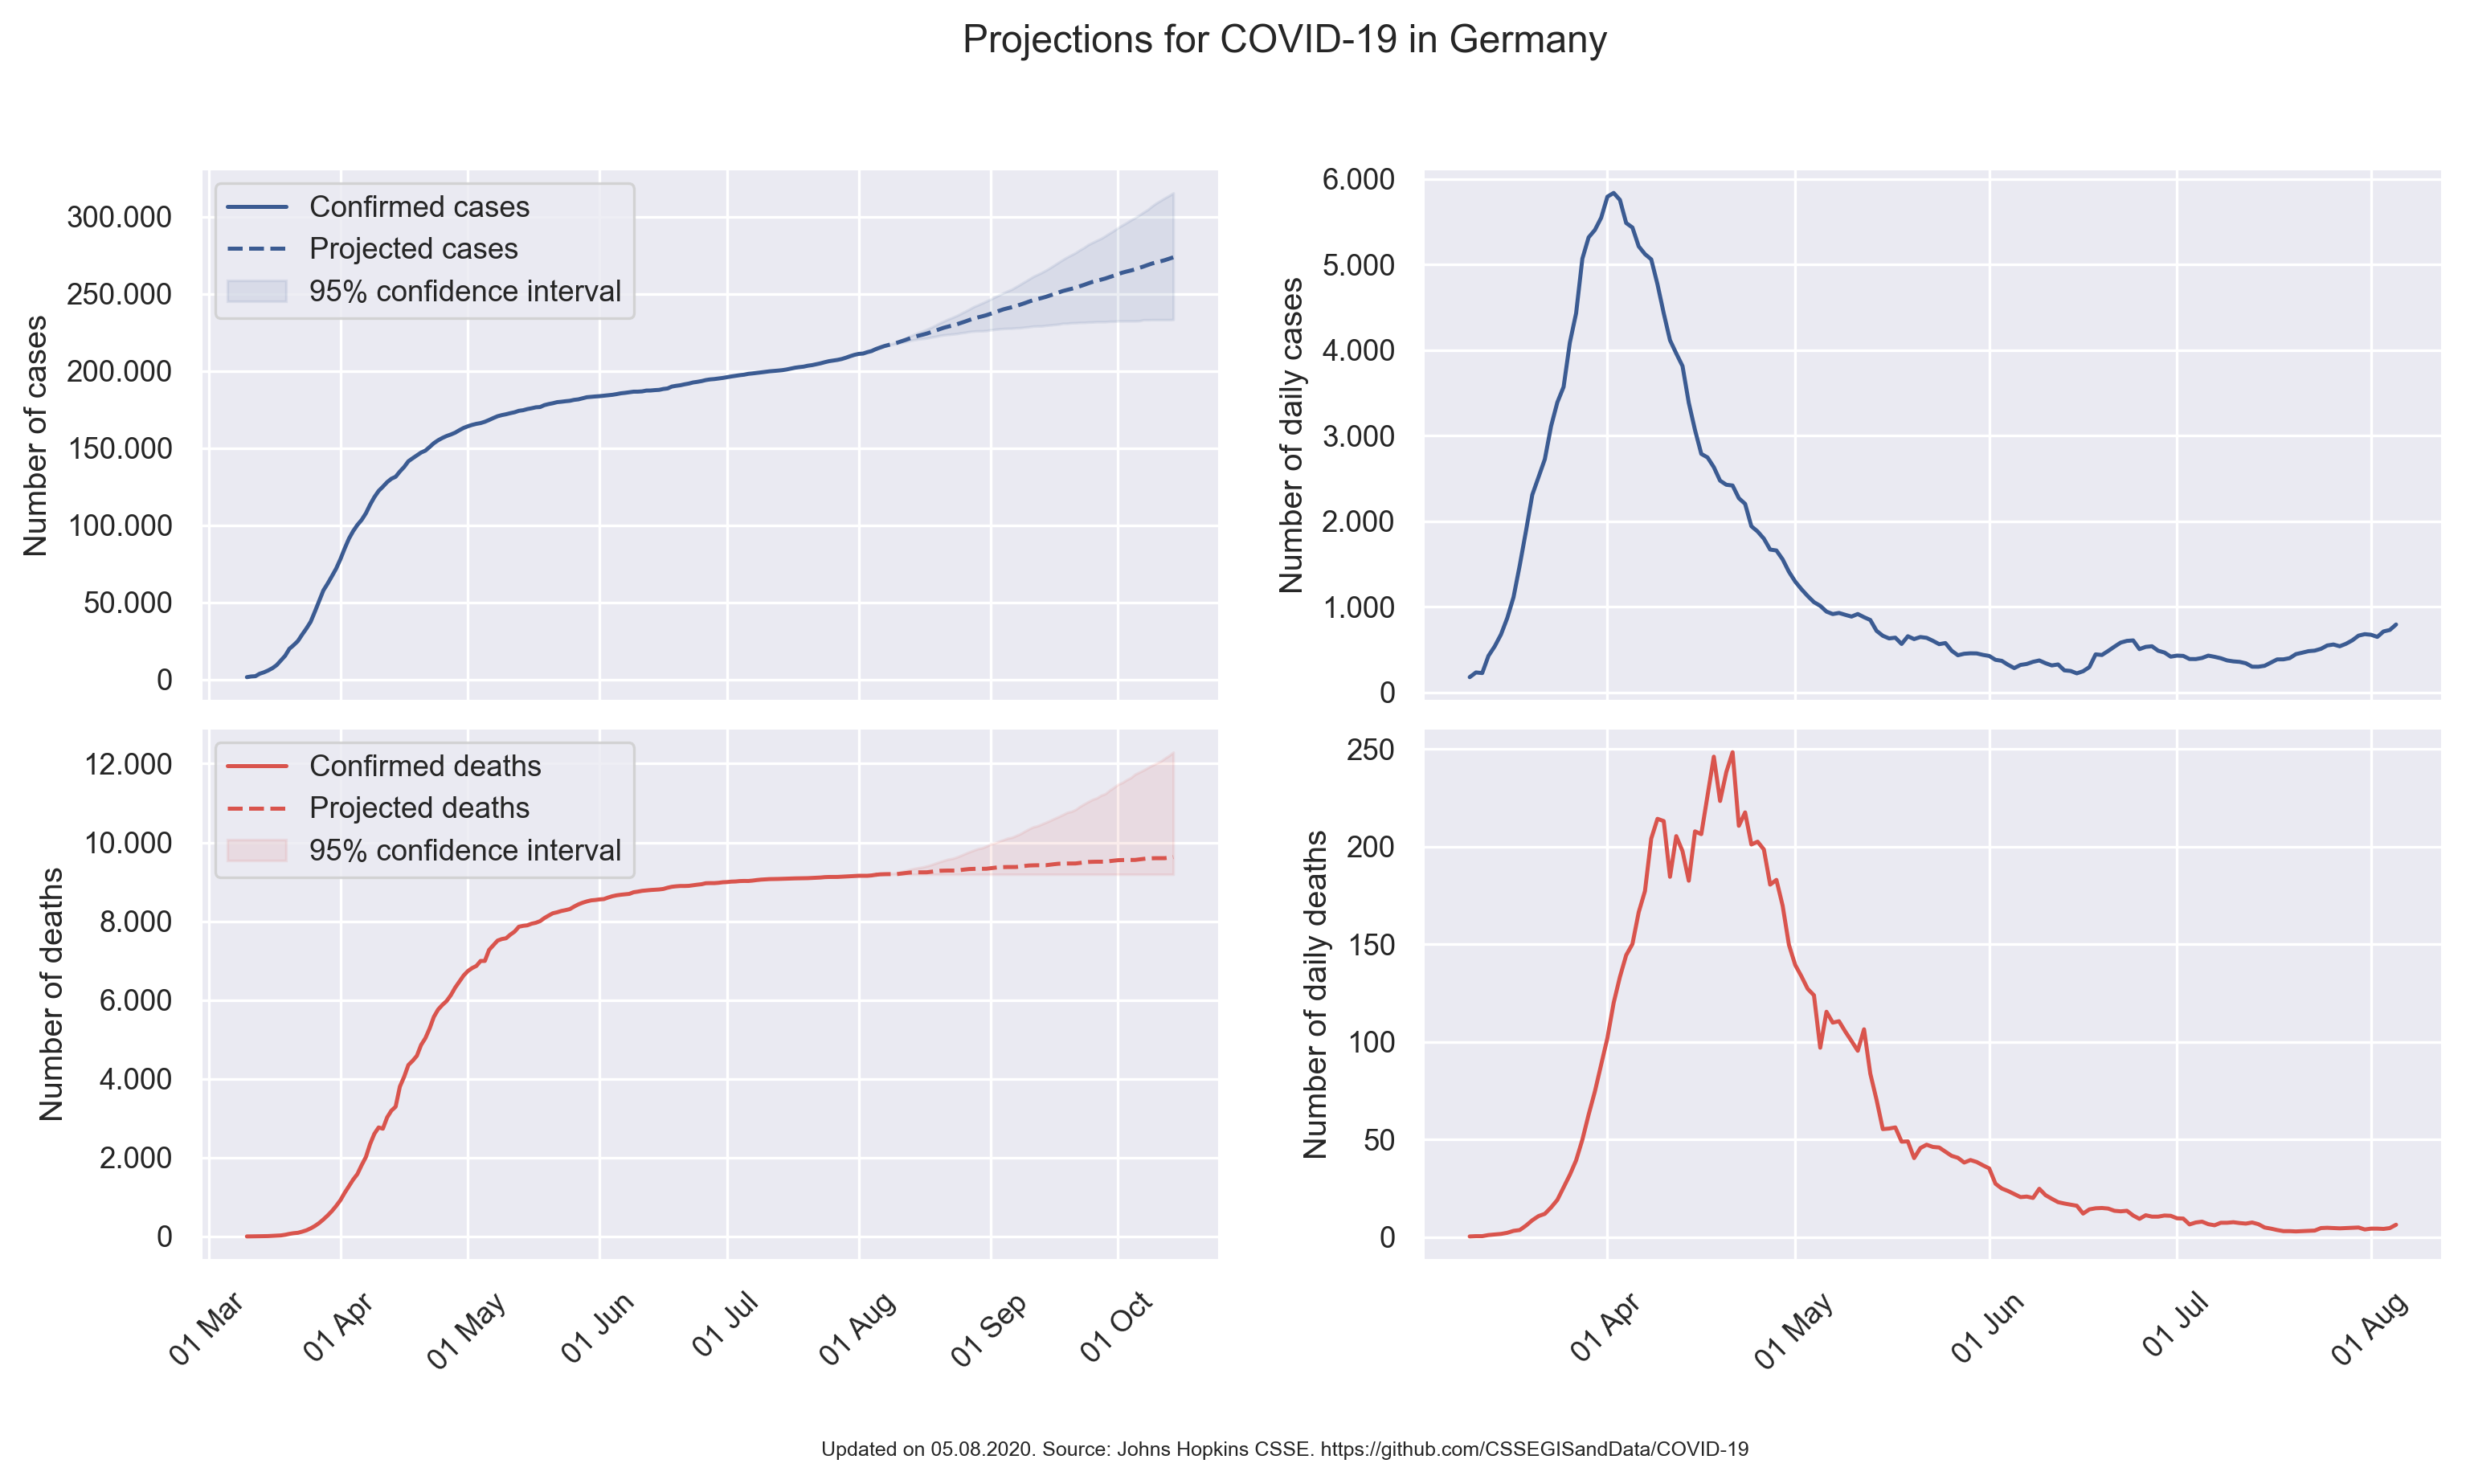 Projections for COVID-19 in Germany
Number of cases
300.000
250.000
200.000
150.000
100.000
50.000
0
Confirmed cases
Projected cases
95% confidence interval
Number of daily cases
6.000
5.000
4.000
3.000
2.000
1.000
0
Number of deaths
12.000
10.000
8.000
6.000
4.000
2.000
0
Confirmed deaths
Projected deaths
95% confidence interval
01 Mar
01 Apr
01 May
01 Jun
01 Jul
01 Aug
01 Sep
01 Oct
Number of daily deaths
250
200
150
100
50
0
01 Apr
01 May
01 Jun
01 Jul
01 Aug
Updated on 05.08.2020. Source: Johns Hopkins CSSE. https://github.com/CSSEGISandData/COVID-19